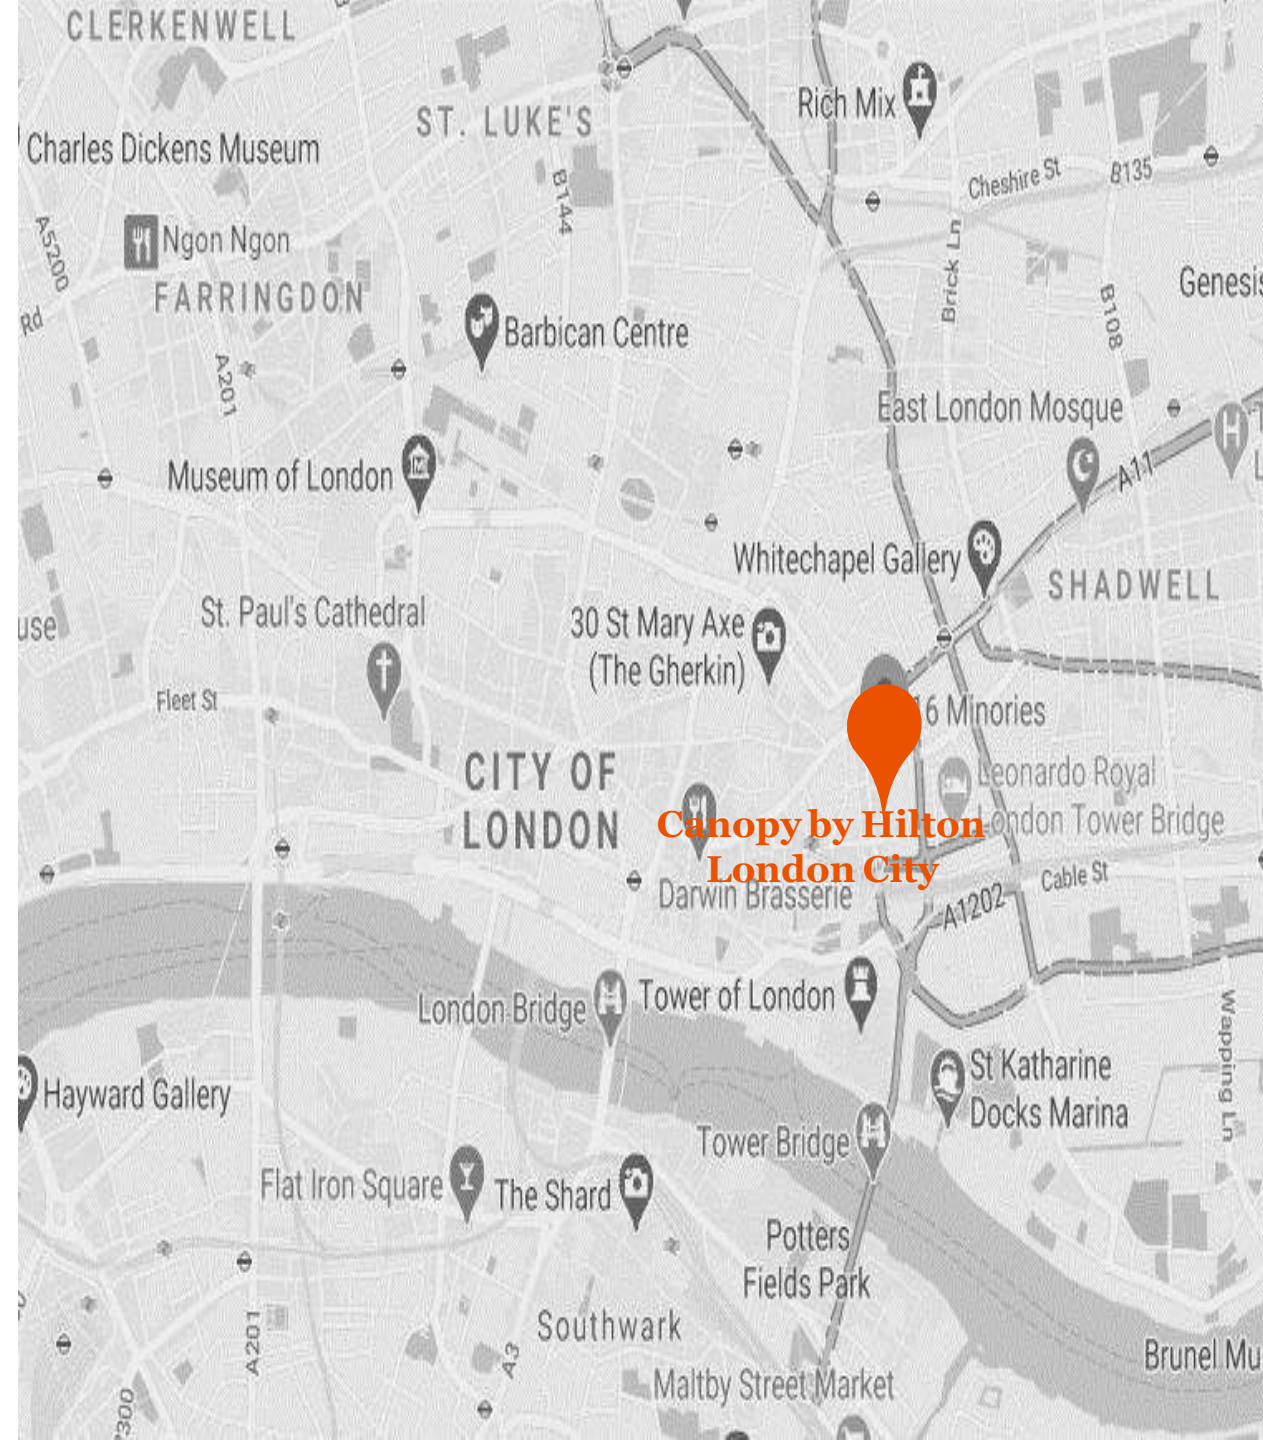 CLERKENWELL
ST. LUKE'S
Rich Mix
Charles Dickens Museum
Cheshire St
B135
B144
A5200
Ngon Ngon
FARRINGDON
Brick Ln
Genesis
B108
Rd
Barbican Centre
A201
East London Mosque
Museum of London
A11
Whitechapel Gallery
SHADWELL
St. Paul's Cathedral
30 St Mary Axe
(The Gherkin)
use
Fleet St
16 Minories
CITY OF
LONDON
Leonardo Royal
London Tower Bridge
Canopy by Hilton
London City
Darwin Brasserie
Cable St
A1202
London Bridge
Tower of London
Wapping Ln
Hayward Gallery
St Katharine
Docks Marina
Tower Bridge
Flat Iron Square
The Shard
Potters
Fields Park
Southwark
A201
A3
Brunel Mu
Maltby Street Market